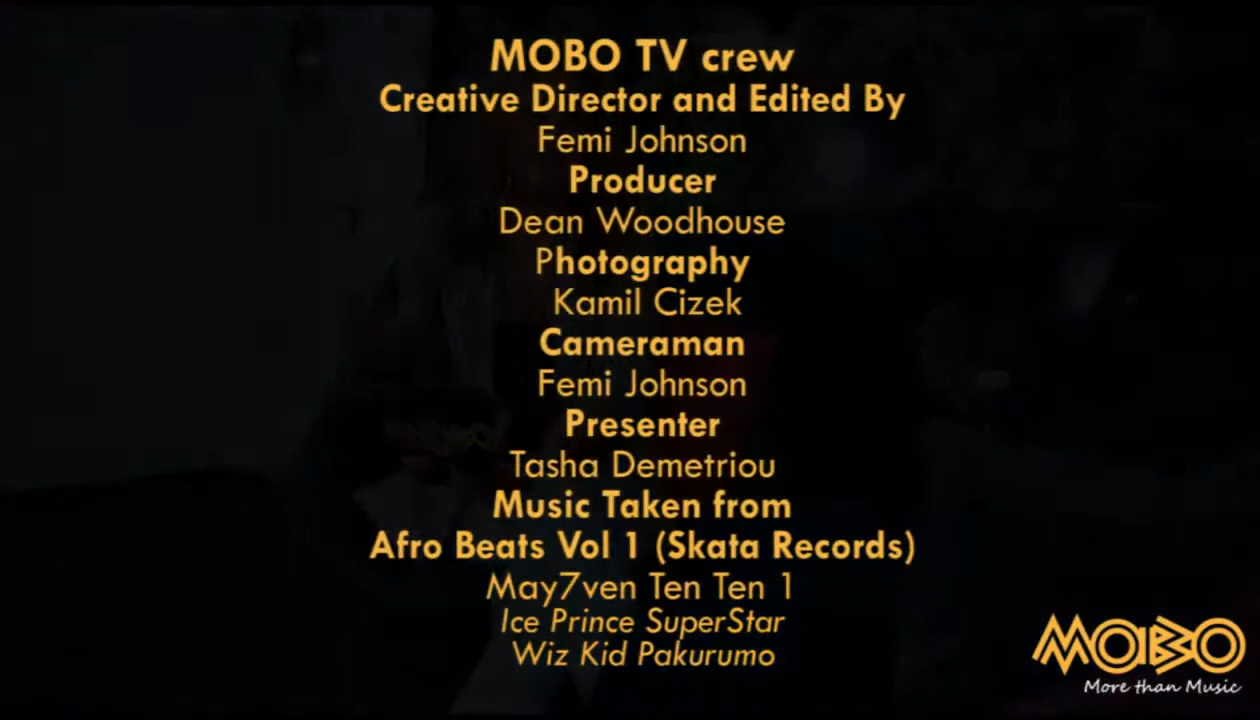 MOBO TV crew
Creative Director and Edited By
Femi Johnson
Producer
Dean Woodhouse
Photography
Kamil Cizek
Cameraman
Femi Johnson
Presenter
Tasha Demetriou
Music Taken from
Afro Beats Vol 1 (Skata Records)
May7ven Ten Ten 1
Ice Prince SuperStar
Wiz Kid Pakurumo
MOBO
More than Music